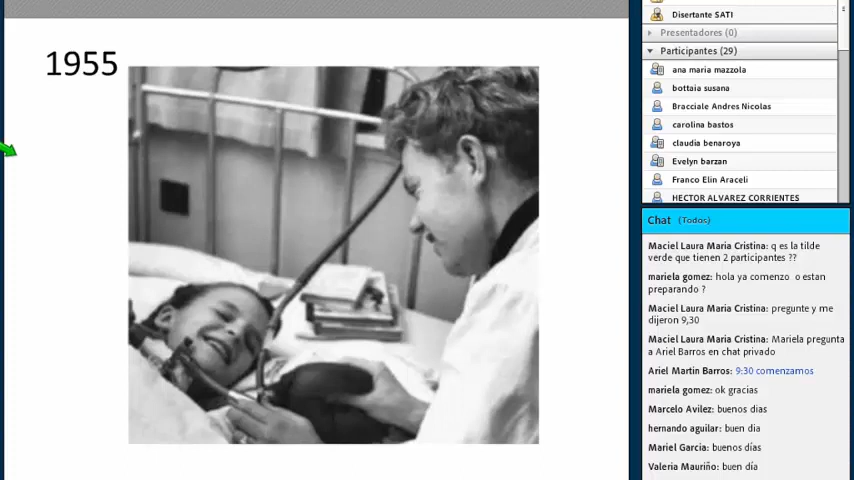 1955
Disertante SATI
Presentadores (0)
Participantes (29)
ana maria mazzola
bottaia susana
Bracciale Andres Nicolas
carolina bastos
claudia benaroya
Evelyn barzan
Franco Elin Araceli
HECTOR ALVAREZ CORRIENTES
Chat (Todos)
Maciel Laura Maria Cristina: q es la tilde
verde que tienen 2 participantes ??
mariela gomez: hola ya comenzo o estan
preparando ?
Maciel Laura Maria Cristina: pregunte y me
dijeron 9,30
Maciel Laura Maria Cristina: Mariela pregunta
a Ariel Barros en chat privado
Ariel Martin Barros: 9:30 comenzamos
mariela gomez: ok gracias
Marcelo Avilez: buenos dias
hernando aguilar: buen dia
Mariel Garcia: buenos días
Valeria Mauriño: buen día